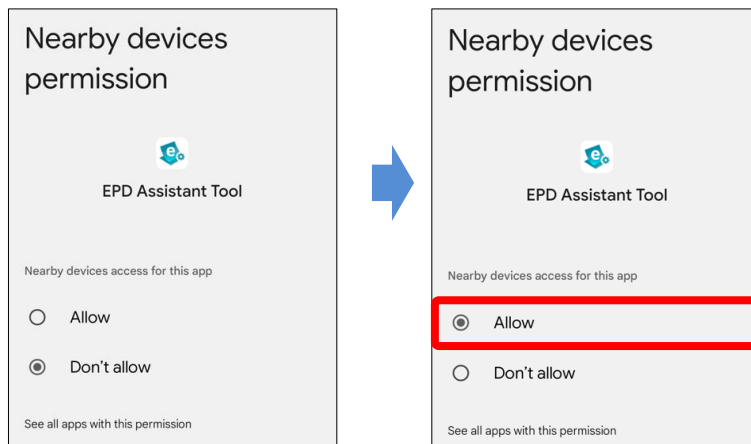 Nearby devices
permission
EPD Assistant Tool
Nearby devices access for this app
Allow
Don't allow
See all apps with this permission
Nearby devices
permission
EPD Assistant Tool
Nearby devices access for this app
Allow
Don't allow
See all apps with this permission